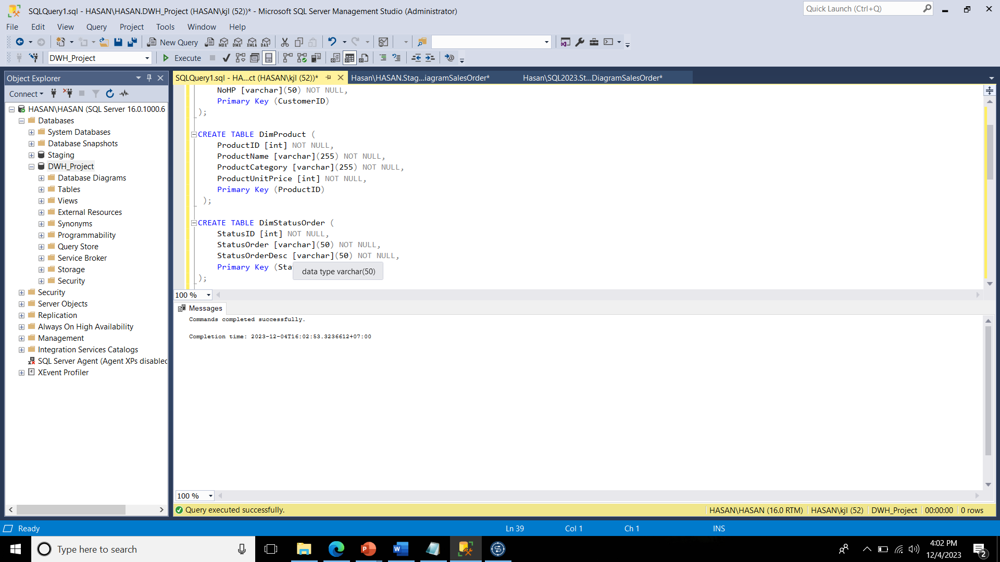 SQLQuery1.sql - HASAN\HASAN.DWH_Project (HASAN\kjl (52))* - Microsoft SQL Server Management Studio (Administrator)
Quick Launch (Ctrl+Q)
File Edit View Query Project Tools Window Help
New Query
MDX DMX XMLA DAX
DWH_Project
Execute
Object Explorer
Connect
HASAN\HASAN (SQL Server 16.0.1000.6
Databases
System Databases
Database Snapshots
Staging
DWH_Project
Database Diagrams
Tables
Views
External Resources
Synonyms
Programmability
Query Store
Service Broker
Storage
Security
Security
Server Objects
Replication
Always On High Availability
Management
Integration Services Catalogs
SQL Server Agent (Agent XPs disabled
XEvent Profiler
SQLQuery1.sql - HA...ct (HASAN\kjl (52))*
Hasan\HASAN.Stag...iagramSalesOrder*
Hasan\SQL2023.St...DiagramSalesOrder*
NoHP [varchar](50) NOT NULL,
Primary Key (CustomerID)
);
CREATE TABLE DimProduct (
ProductID [int] NOT NULL,
ProductName [varchar](255) NOT NULL,
ProductCategory [varchar](255) NOT NULL,
ProductUnitPrice [int] NOT NULL,
Primary Key (ProductID)
);
CREATE TABLE DimStatusOrder (
StatusID [int] NOT NULL,
StatusOrder [varchar](50) NOT NULL,
StatusOrderDesc [varchar](50) NOT NULL,
Primary Key (Sta
data type varchar(50)
);
100 %
Messages
Commands completed successfully.
Completion time: 2023-12-04T16:02:53.3236612+07:00
100 %
Query executed successfully.
HASAN\HASAN (16.0 RTM)
HASAN\kjl (52)
DWH_Project
00:00:00
0 rows
Ready
Ln 39
Col 1
Ch 1
INS
Type here to search
4:02 PM
12/4/2023
2